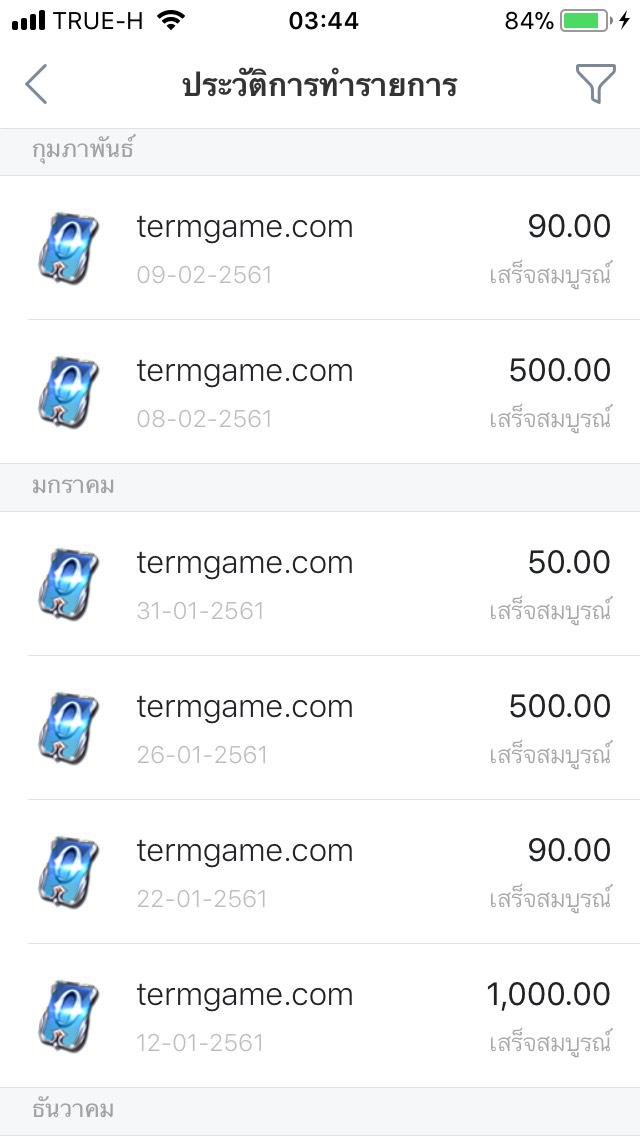 TRUE-H 03:44 84%
ประวัติการทำรายการ
กุมภาพันธ์
termgame.com 90.00
09-02-2561 เสร็จสมบูรณ์
termgame.com 500.00
08-02-2561 เสร็จสมบูรณ์
มกราคม
termgame.com 50.00
31-01-2561 เสร็จสมบูรณ์
termgame.com 500.00
26-01-2561 เสร็จสมบูรณ์
termgame.com 90.00
22-01-2561 เสร็จสมบูรณ์
termgame.com 1,000.00
12-01-2561 เสร็จสมบูรณ์
ธันวาคม